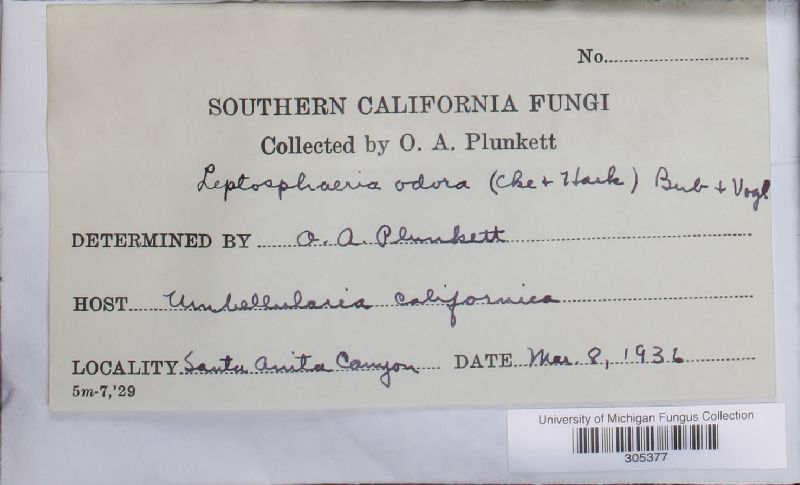 No.
SOUTHERN CALIFORNIA FUNGI
Collected by O. A. Plunkett
Leptosphaeria odora (Cke + Hark) Bub + Vogl
DETERMINED BY O. A. Plunkett
HOST Umbellularia californica
LOCALITY Santa Anita Canyon DATE Mar. 8, 1936
5m-7,'29
University of Michigan Fungus Collection
305377